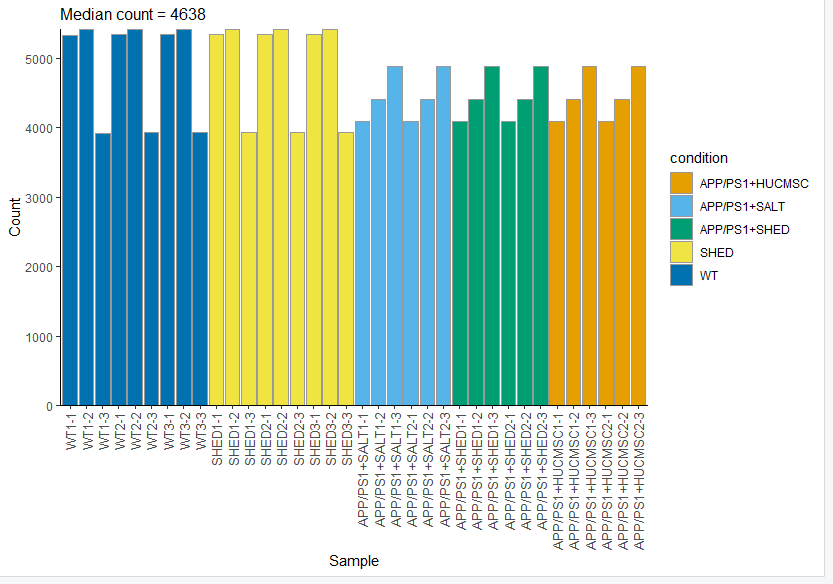 Median count = 4638
Count
5000
4000
3000
2000
1000
0
WT1-1
WT1-2
WT1-3
WT2-1
WT2-2
WT2-3
WT3-1
WT3-2
WT3-3
SHED1-1
SHED1-2
SHED1-3
SHED2-1
SHED2-2
SHED2-3
SHED3-1
SHED3-2
SHED3-3
APP/PS1+SALT1-1
APP/PS1+SALT1-2
APP/PS1+SALT1-3
APP/PS1+SALT2-1
APP/PS1+SALT2-2
APP/PS1+SALT2-3
APP/PS1+SHED1-1
APP/PS1+SHED1-2
APP/PS1+SHED1-3
APP/PS1+SHED2-1
APP/PS1+SHED2-2
APP/PS1+SHED2-3
APP/PS1+HUCMSC1-1
APP/PS1+HUCMSC1-2
APP/PS1+HUCMSC1-3
APP/PS1+HUCMSC2-1
APP/PS1+HUCMSC2-2
APP/PS1+HUCMSC2-3
Sample
condition
APP/PS1+HUCMSC
APP/PS1+SALT
APP/PS1+SHED
SHED
WT